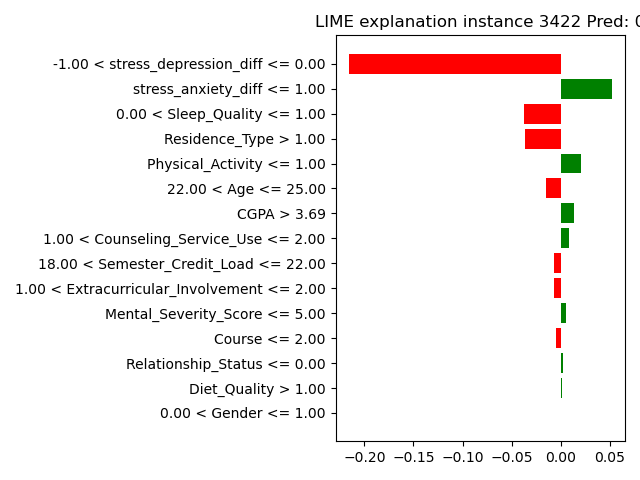 LIME explanation instance 3422 Pred: 0
-1.00 < stress_depression_diff <= 0.00
stress_anxiety_diff <= 1.00
0.00 < Sleep_Quality <= 1.00
Residence_Type > 1.00
Physical_Activity <= 1.00
22.00 < Age <= 25.00
CGPA > 3.69
1.00 < Counseling_Service_Use <= 2.00
18.00 < Semester_Credit_Load <= 22.00
1.00 < Extracurricular_Involvement <= 2.00
Mental_Severity_Score <= 5.00
Course <= 2.00
Relationship_Status <= 0.00
Diet_Quality > 1.00
0.00 < Gender <= 1.00
−0.20 −0.15 −0.10 −0.05 0.00 0.05